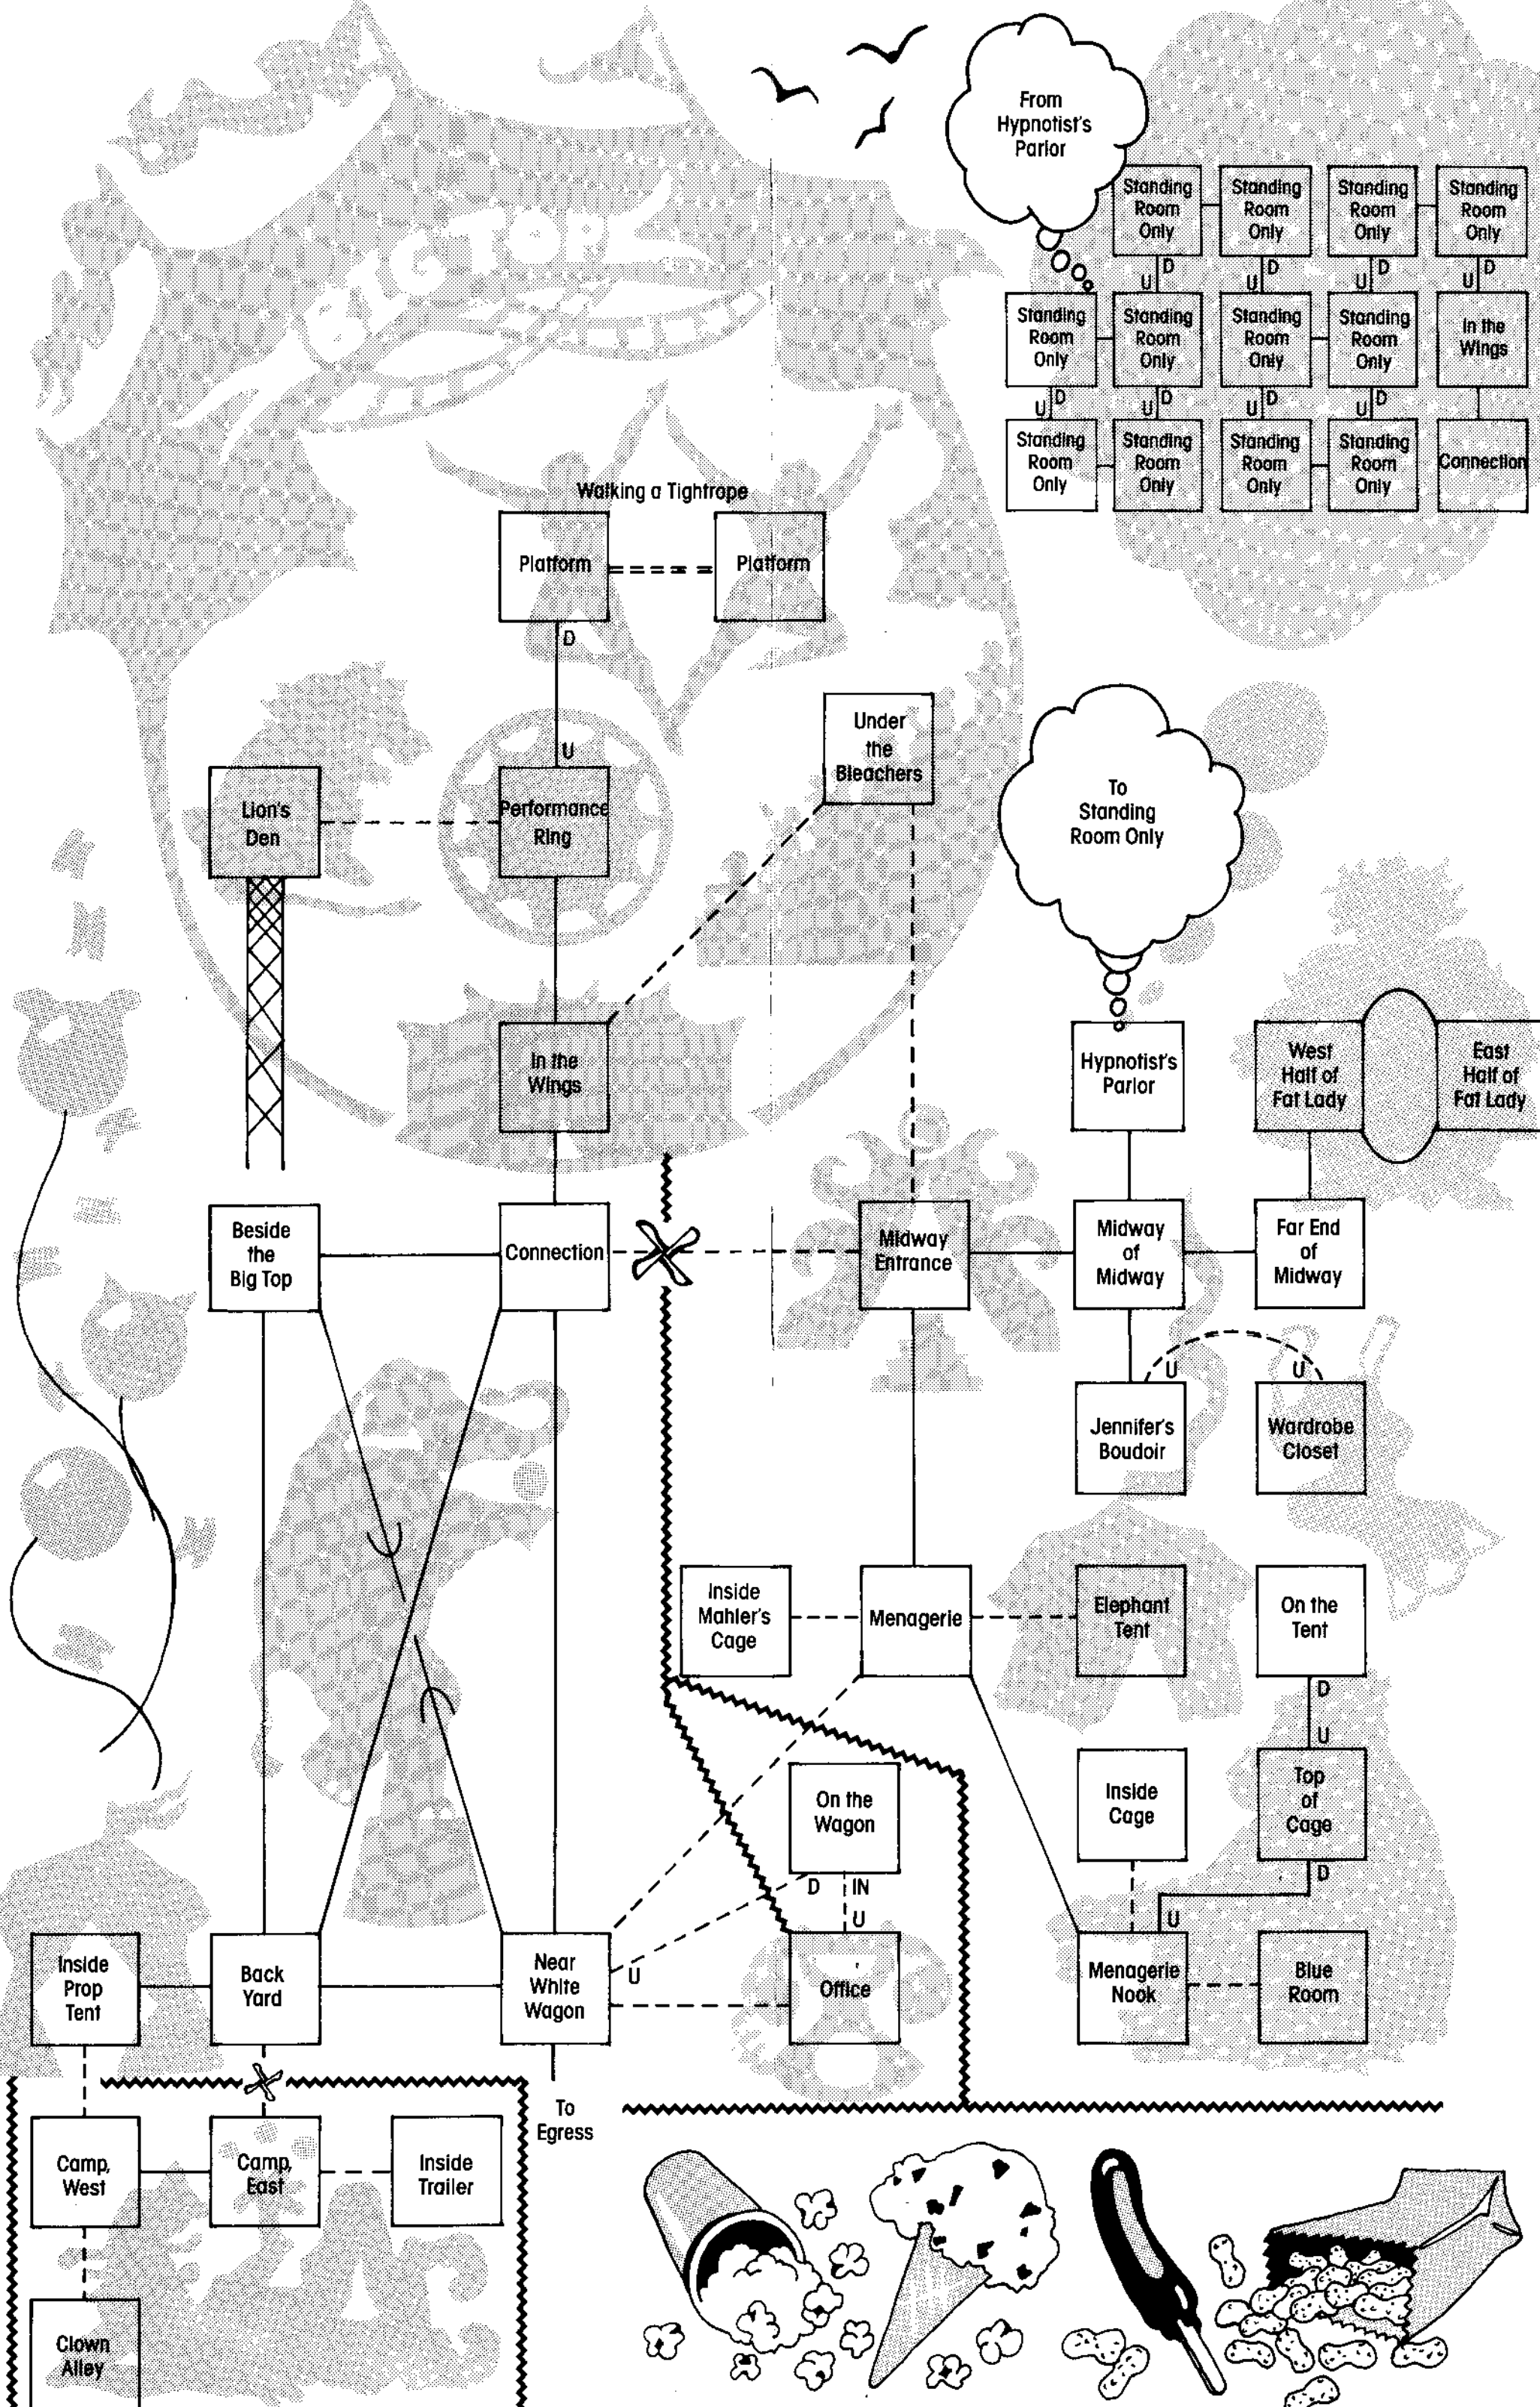 From
Hypnotist's
Parlor
Standing
Room
Only
Standing
Room
Only
Standing
Room
Only
Standing
Room
Only
D
D
D
D
U
U
U
U
Standing
Room
Only
Standing
Room
Only
Standing
Room
Only
Standing
Room
Only
In the
Wings
D
D
D
D
U
U
U
U
Standing
Room
Only
Standing
Room
Only
Standing
Room
Only
Standing
Room
Only
Connection
BIG TOP
Walking a Tightrope
Platform
Platform
D
U
Under
the
Bleachers
Lion's
Den
Performance
Ring
To
Standing
Room Only
In the
Wings
Hypnotist's
Parlor
West
Half of
Fat Lady
East
Half of
Fat Lady
Beside
the
Big Top
Connection
Midway
Entrance
Midway
of
Midway
Far End
of
Midway
U
U
Jennifer's
Boudoir
Wardrobe
Closet
Inside
Mahler's
Cage
Menagerie
Elephant
Tent
On the
Tent
D
U
On the
Wagon
Inside
Cage
Top
of
Cage
D
IN
D
U
U
Inside
Prop
Tent
Back
Yard
Near
White
Wagon
U
Office
Menagerie
Nook
Blue
Room
To
Egress
Camp,
West
Camp,
East
Inside
Trailer
Clown
Alley